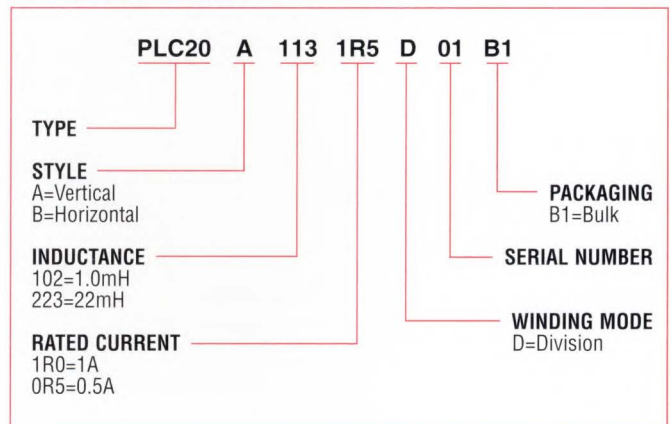 PLC20 A 113 1R5 D 01 B1
TYPE
STYLE
A=Vertical
B=Horizontal
INDUCTANCE
102=1.0mH
223=22mH
RATED CURRENT
1R0=1A
0R5=0.5A
PACKAGING
B1=Bulk
SERIAL NUMBER
WINDING MODE
D=Division